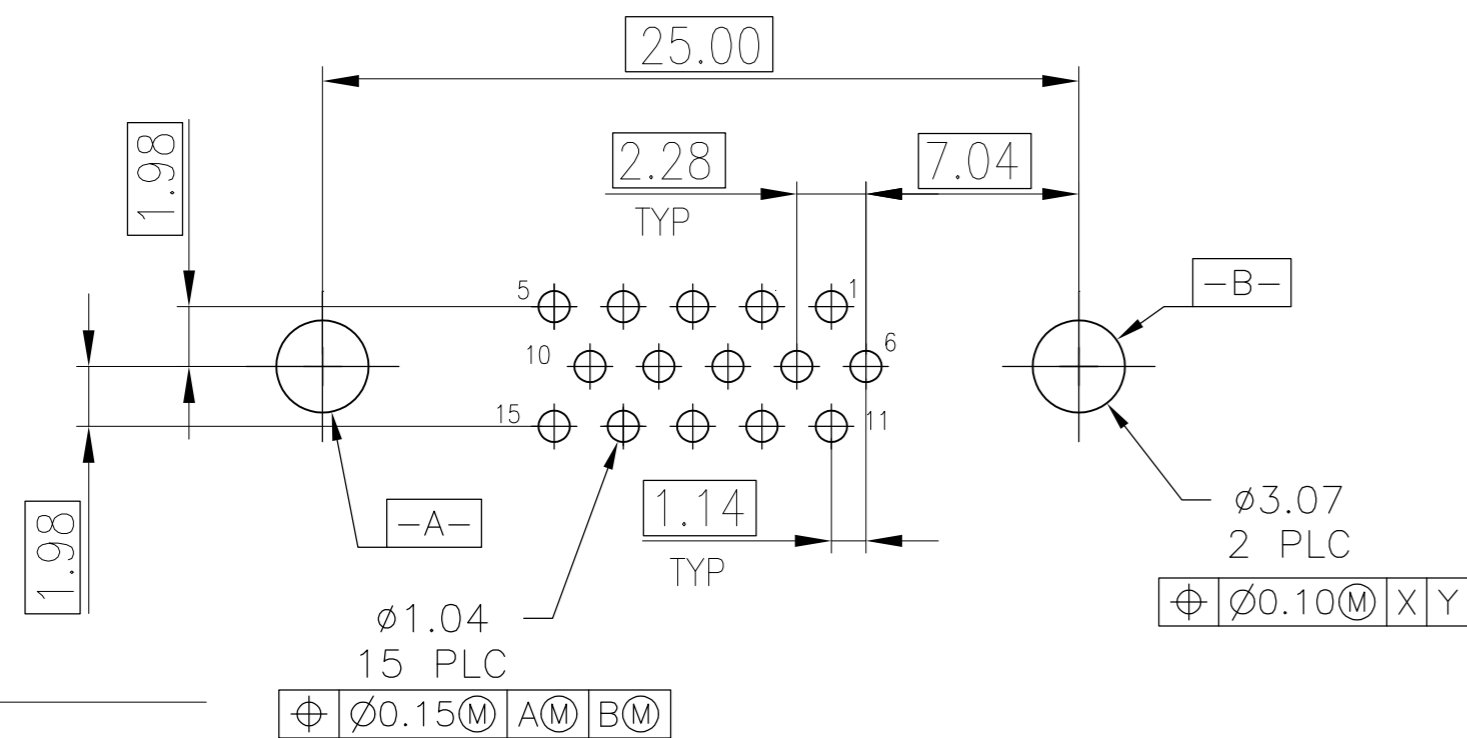 25.00
1.98
2.28
TYP
7.04
-B-
5
1
10
6
15
11
1.98
-A-
1.14
TYP
ø3.07
2 PLC
⌖ Ø0.10Ⓜ X Y
ø1.04
15 PLC
⌖ Ø0.15Ⓜ AⓂ BⓂ